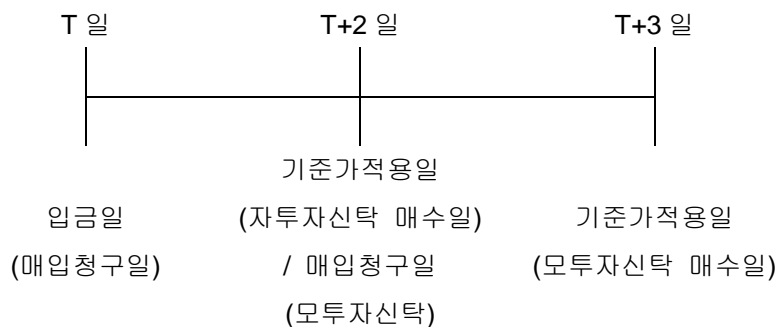 T 일
T+2 일
T+3 일
입금일
(매입청구일)
기준가적용일
(자투자신탁 매수일)
/ 매입청구일
(모투자신탁)
기준가적용일
(모투자신탁 매수일)